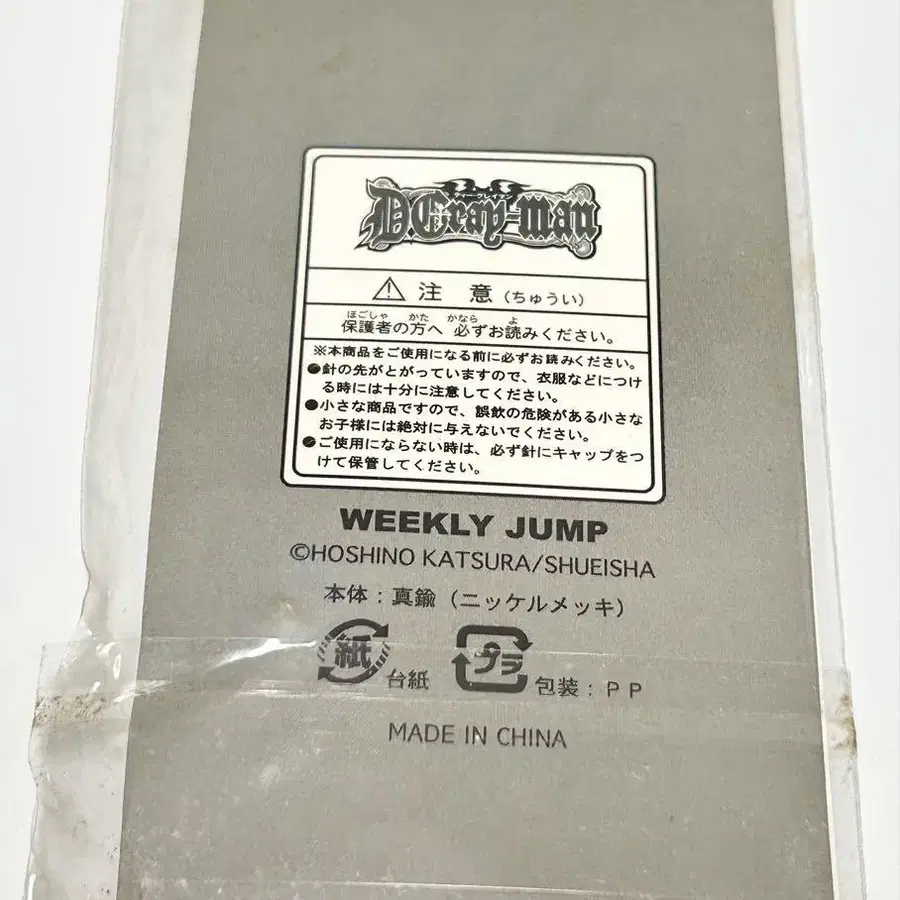 ディーグレイマン
D.Gray-man
注 意 (ちゅうい)
ほごしゃ かた かなら よ
保護者の方へ 必ずお読みください。
※本商品をご使用になる前に必ずお読みください。
●針の先がとがっていますので、衣服などにつけ
る時には十分に注意してください。
●小さな商品ですので、誤飲の危険がある小さな
お子様には絶対に与えないでください。
●ご使用にならない時は、必ず針にキャップをつ
けて保管してください。
WEEKLY JUMP
©HOSHINO KATSURA/SHUEISHA
本体：真鍮（ニッケルメッキ）
紙 台紙 プラ 包装：PP
MADE IN CHINA